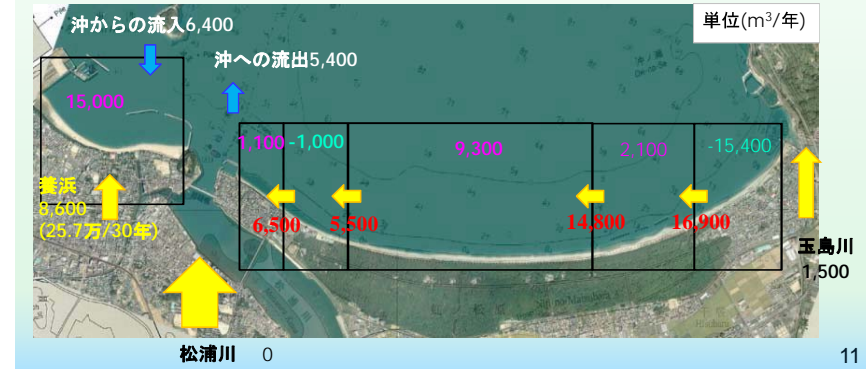 沖からの流入6,400
単位(m³/年)
沖への流出5,400
15,000
1,100
-1,000
9,300
2,100
-15,400
養浜
8,600
(25.7万/30年)
6,500
5,500
14,800
16,900
玉島川
1,500
松浦川
松浦川 0
11